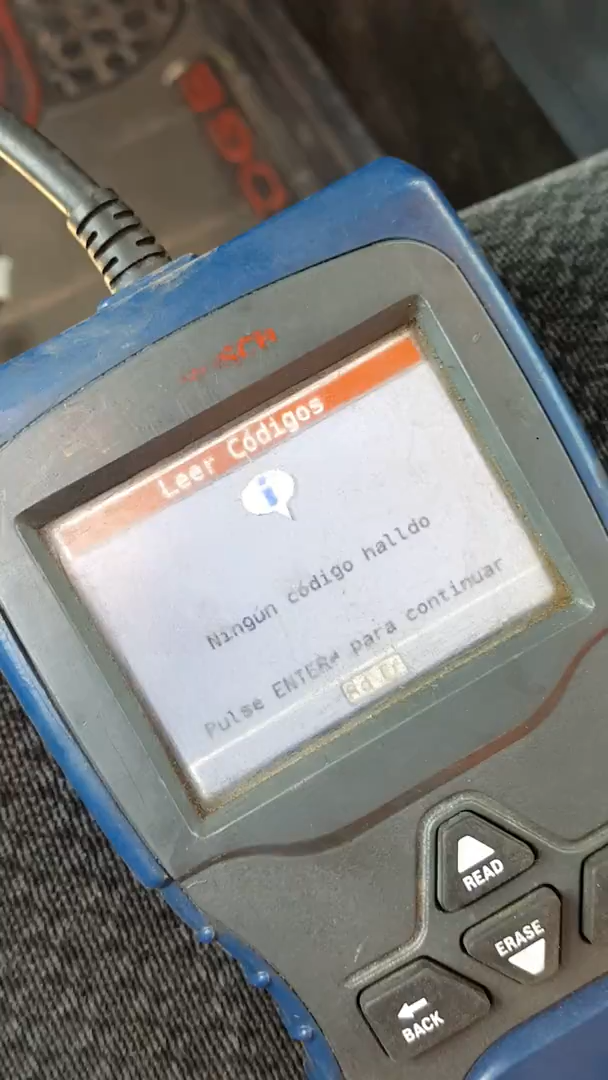 Leer Códigos
Ningún código halldo
Pulse ENTER↵ para continuar
READ
ERASE
BACK